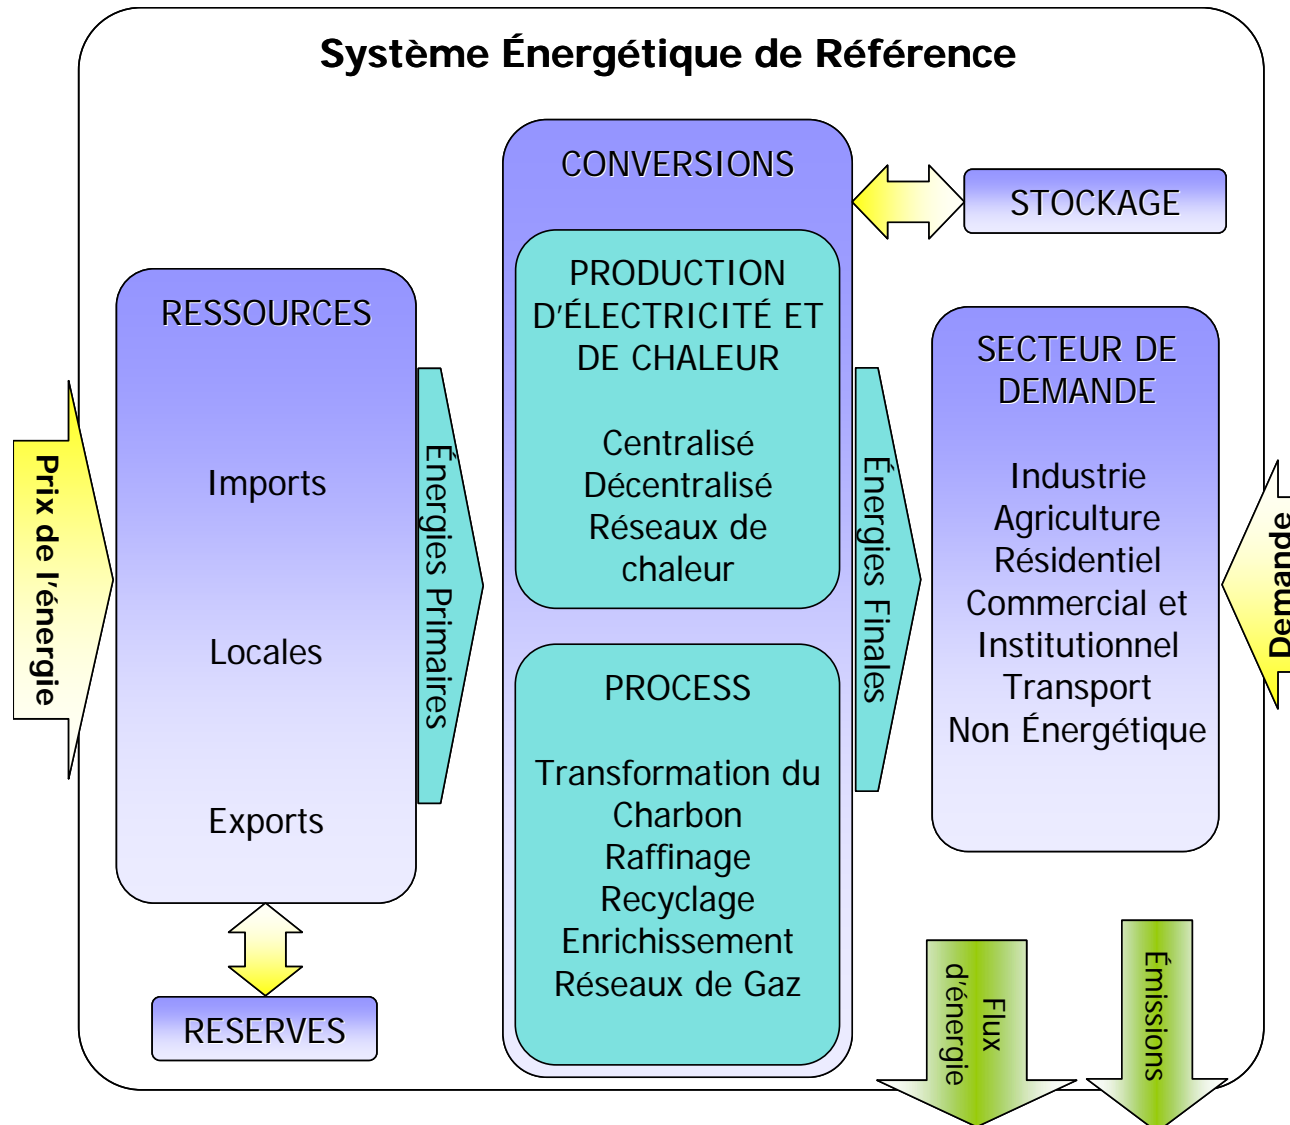 Système Énergétique de Référence
Prix de l'énergie
RESSOURCES
Imports
Locales
Exports
RESERVES
Énergies Primaires
CONVERSIONS
PRODUCTION
D'ÉLECTRICITÉ ET
DE CHALEUR
Centralisé
Décentralisé
Réseaux de
chaleur
PROCESS
Transformation du
Charbon
Raffinage
Recyclage
Enrichissement
Réseaux de Gaz
Énergies Finales
STOCKAGE
SECTEUR DE
DEMANDE
Industrie
Agriculture
Résidentiel
Commercial et
Institutionnel
Transport
Non Énergétique
Demande
Flux
d'énergie
Émissions